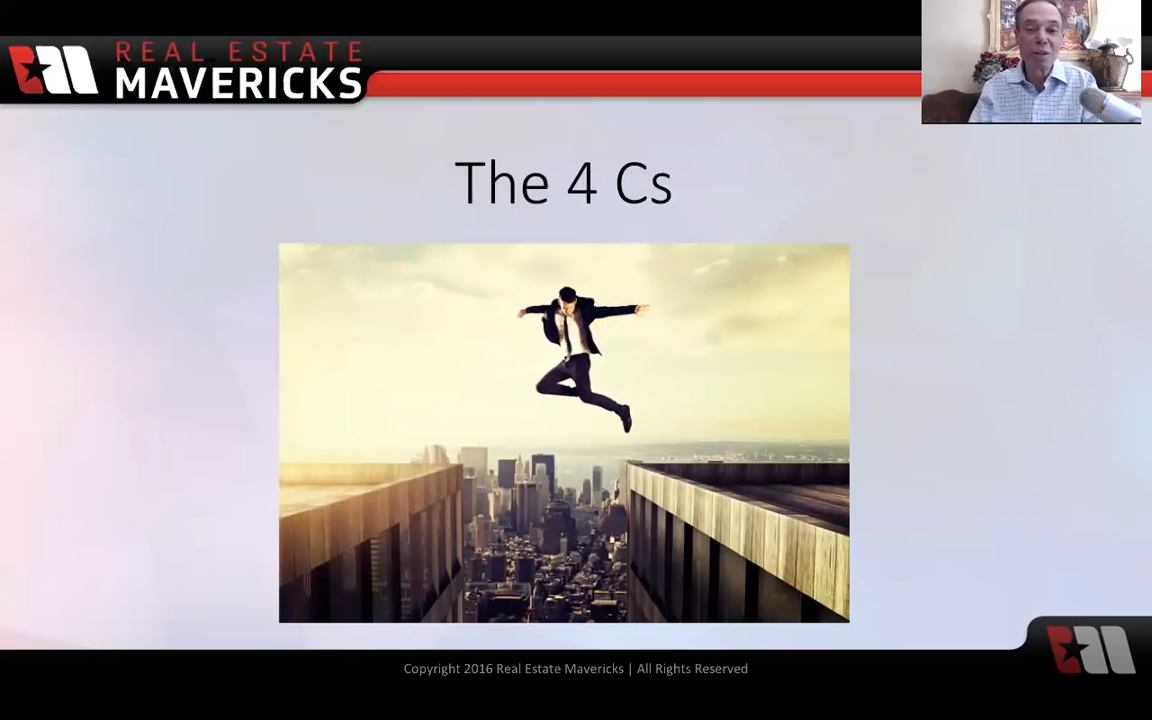 REAL ESTATE
MAVERICKS
The 4 Cs
Copyright 2016 Real Estate Mavericks | All Rights Reserved